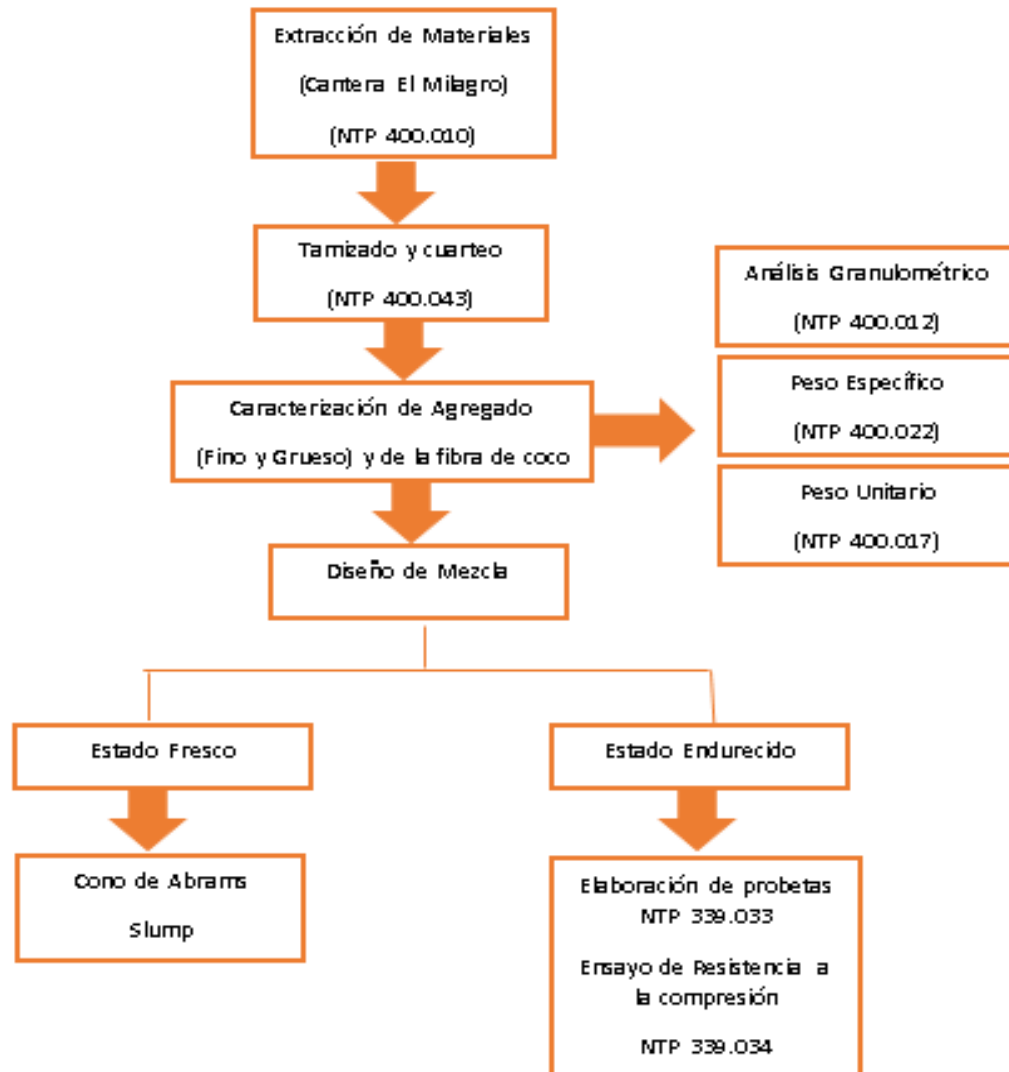 Extracción de Materiales
(Cantera El Milagro)
(NTP 400.010)
Tamizado y cuarteo
(NTP 400.043)
Caracterización de Agregado
(Fino y Grueso) y de la fibra de coco
Análisis Granulométrico
(NTP 400.012)
Peso Específico
(NTP 400.022)
Peso Unitario
(NTP 400.017)
Diseño de Mezcla
Estado Fresco
Cono de Abrams
Slump
Estado Endurecido
Elaboración de probetas
NTP 339.033
Ensayo de Resistencia a
la compresión
NTP 339.034